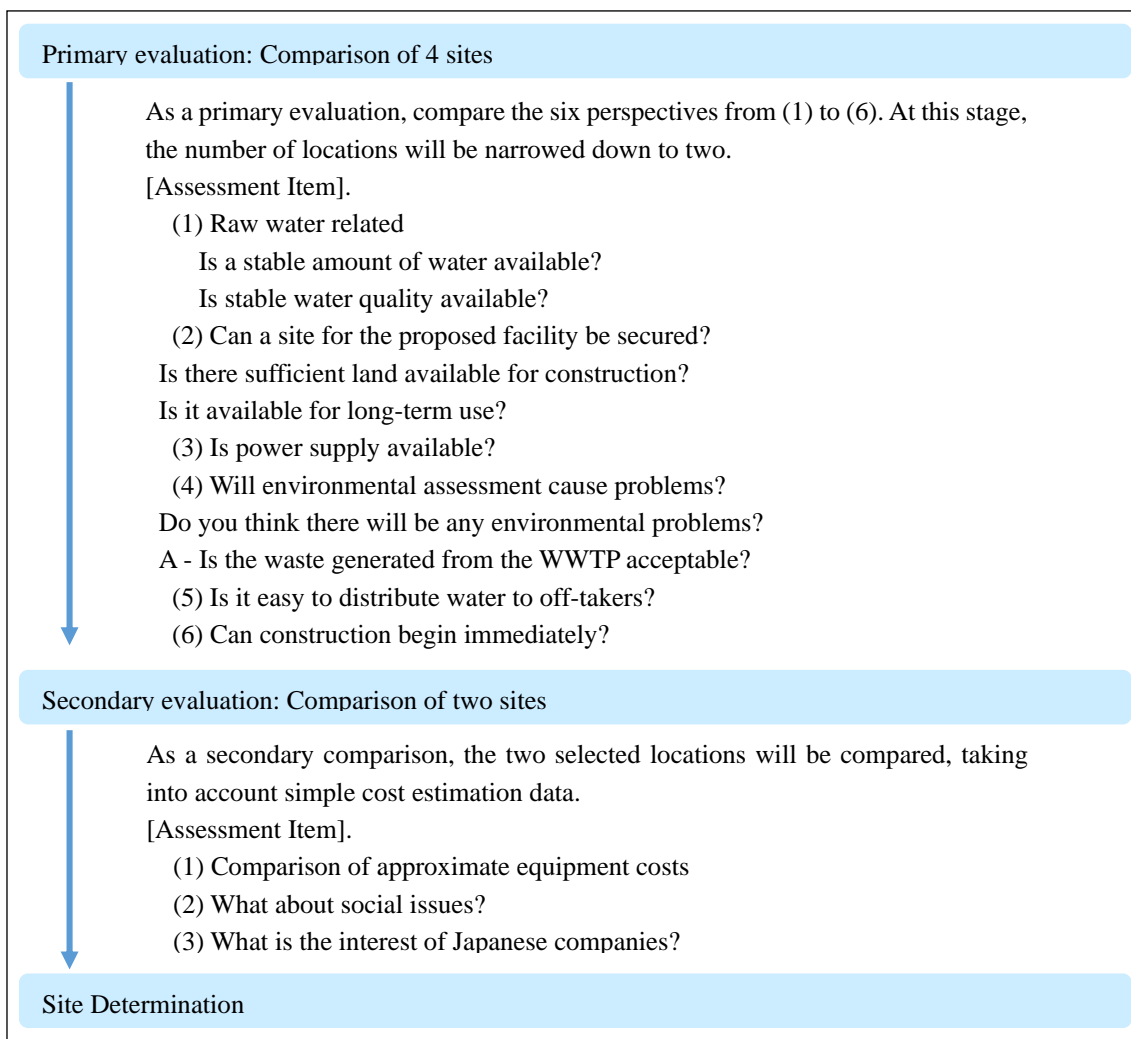 Primary evaluation: Comparison of 4 sites
As a primary evaluation, compare the six perspectives from (1) to (6). At this stage,
the number of locations will be narrowed down to two.
[Assessment Item].
(1) Raw water related
Is a stable amount of water available?
Is stable water quality available?
(2) Can a site for the proposed facility be secured?
Is there sufficient land available for construction?
Is it available for long-term use?
(3) Is power supply available?
(4) Will environmental assessment cause problems?
Do you think there will be any environmental problems?
A - Is the waste generated from the WWTP acceptable?
(5) Is it easy to distribute water to off-takers?
(6) Can construction begin immediately?
Secondary evaluation: Comparison of two sites
As a secondary comparison, the two selected locations will be compared, taking
into account simple cost estimation data.
[Assessment Item].
(1) Comparison of approximate equipment costs
(2) What about social issues?
(3) What is the interest of Japanese companies?
Site Determination